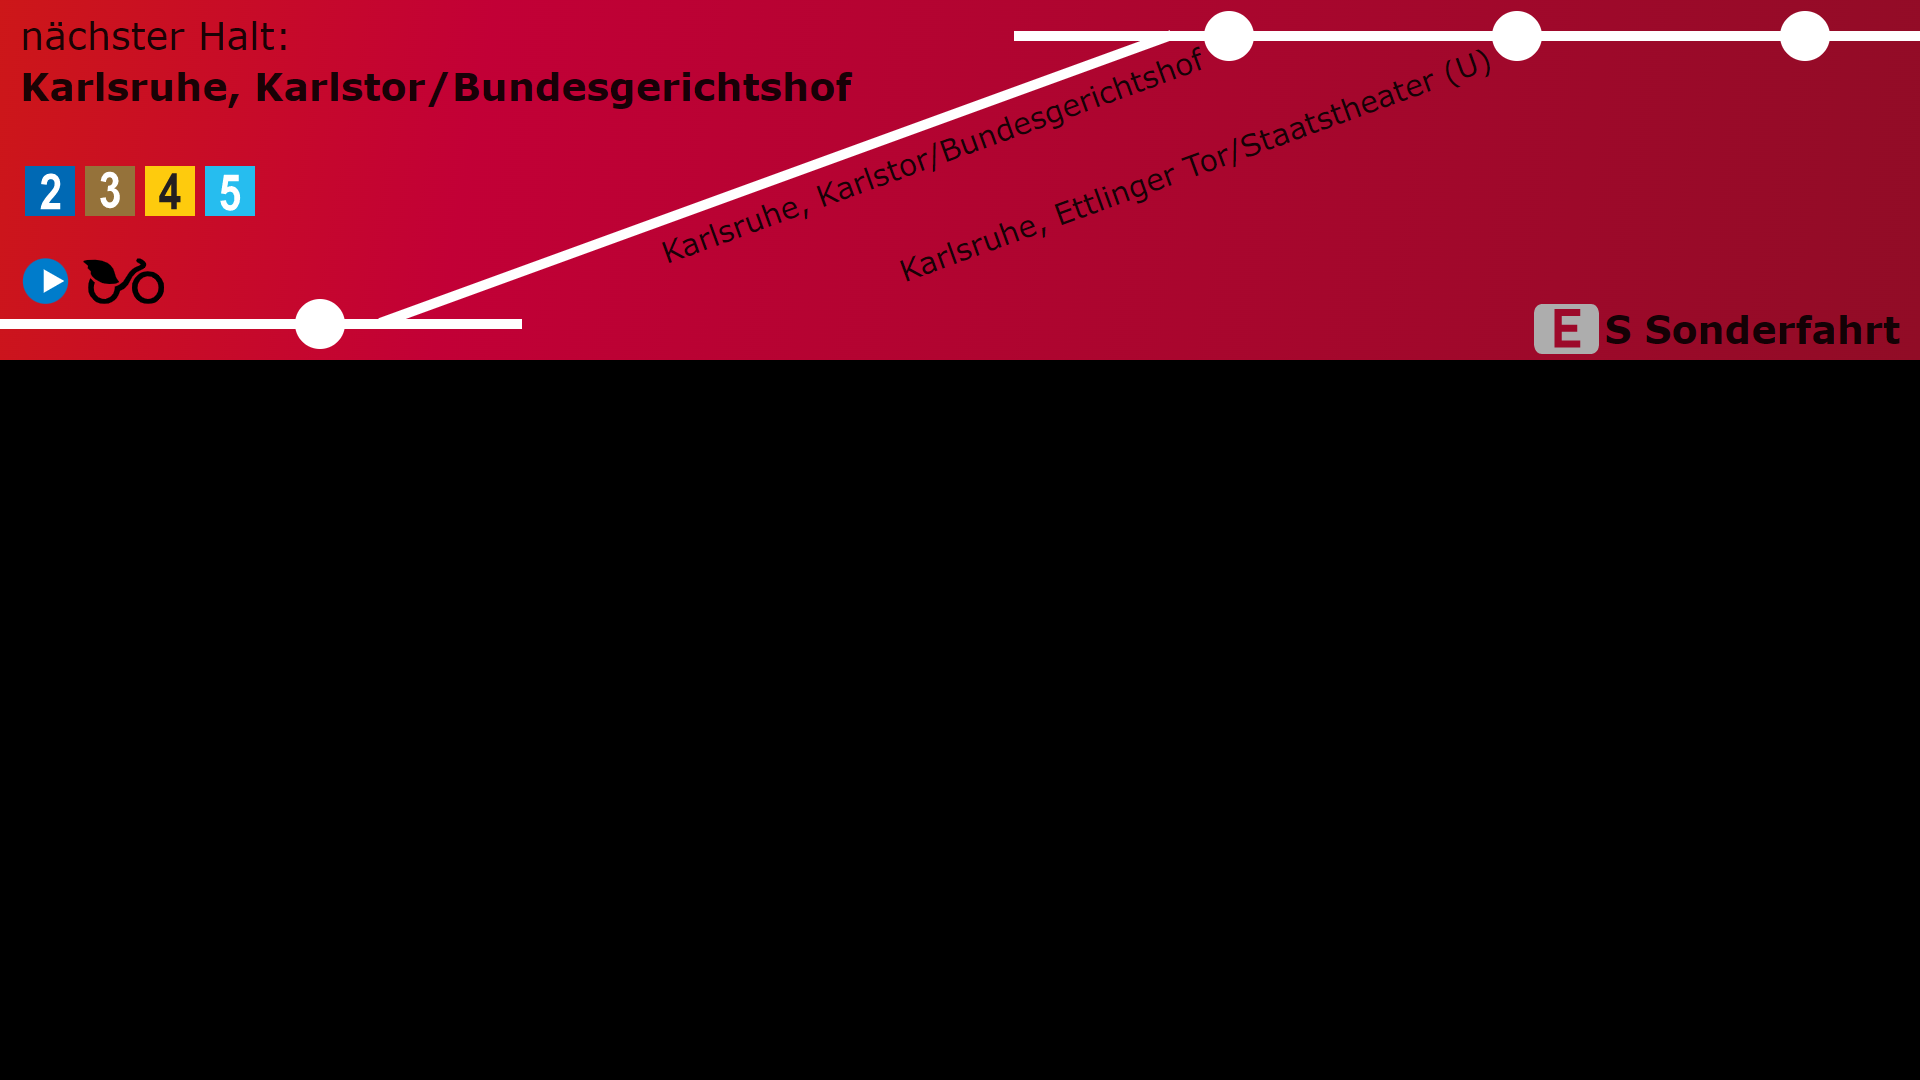 nächster Halt:
Karlsruhe, Karlstor/Bundesgerichtshof
2 3 4 5
Karlsruhe, Karlstor/Bundesgerichtshof
Karlsruhe, Ettlinger Tor/Staatstheater (U)
E S Sonderfahrt